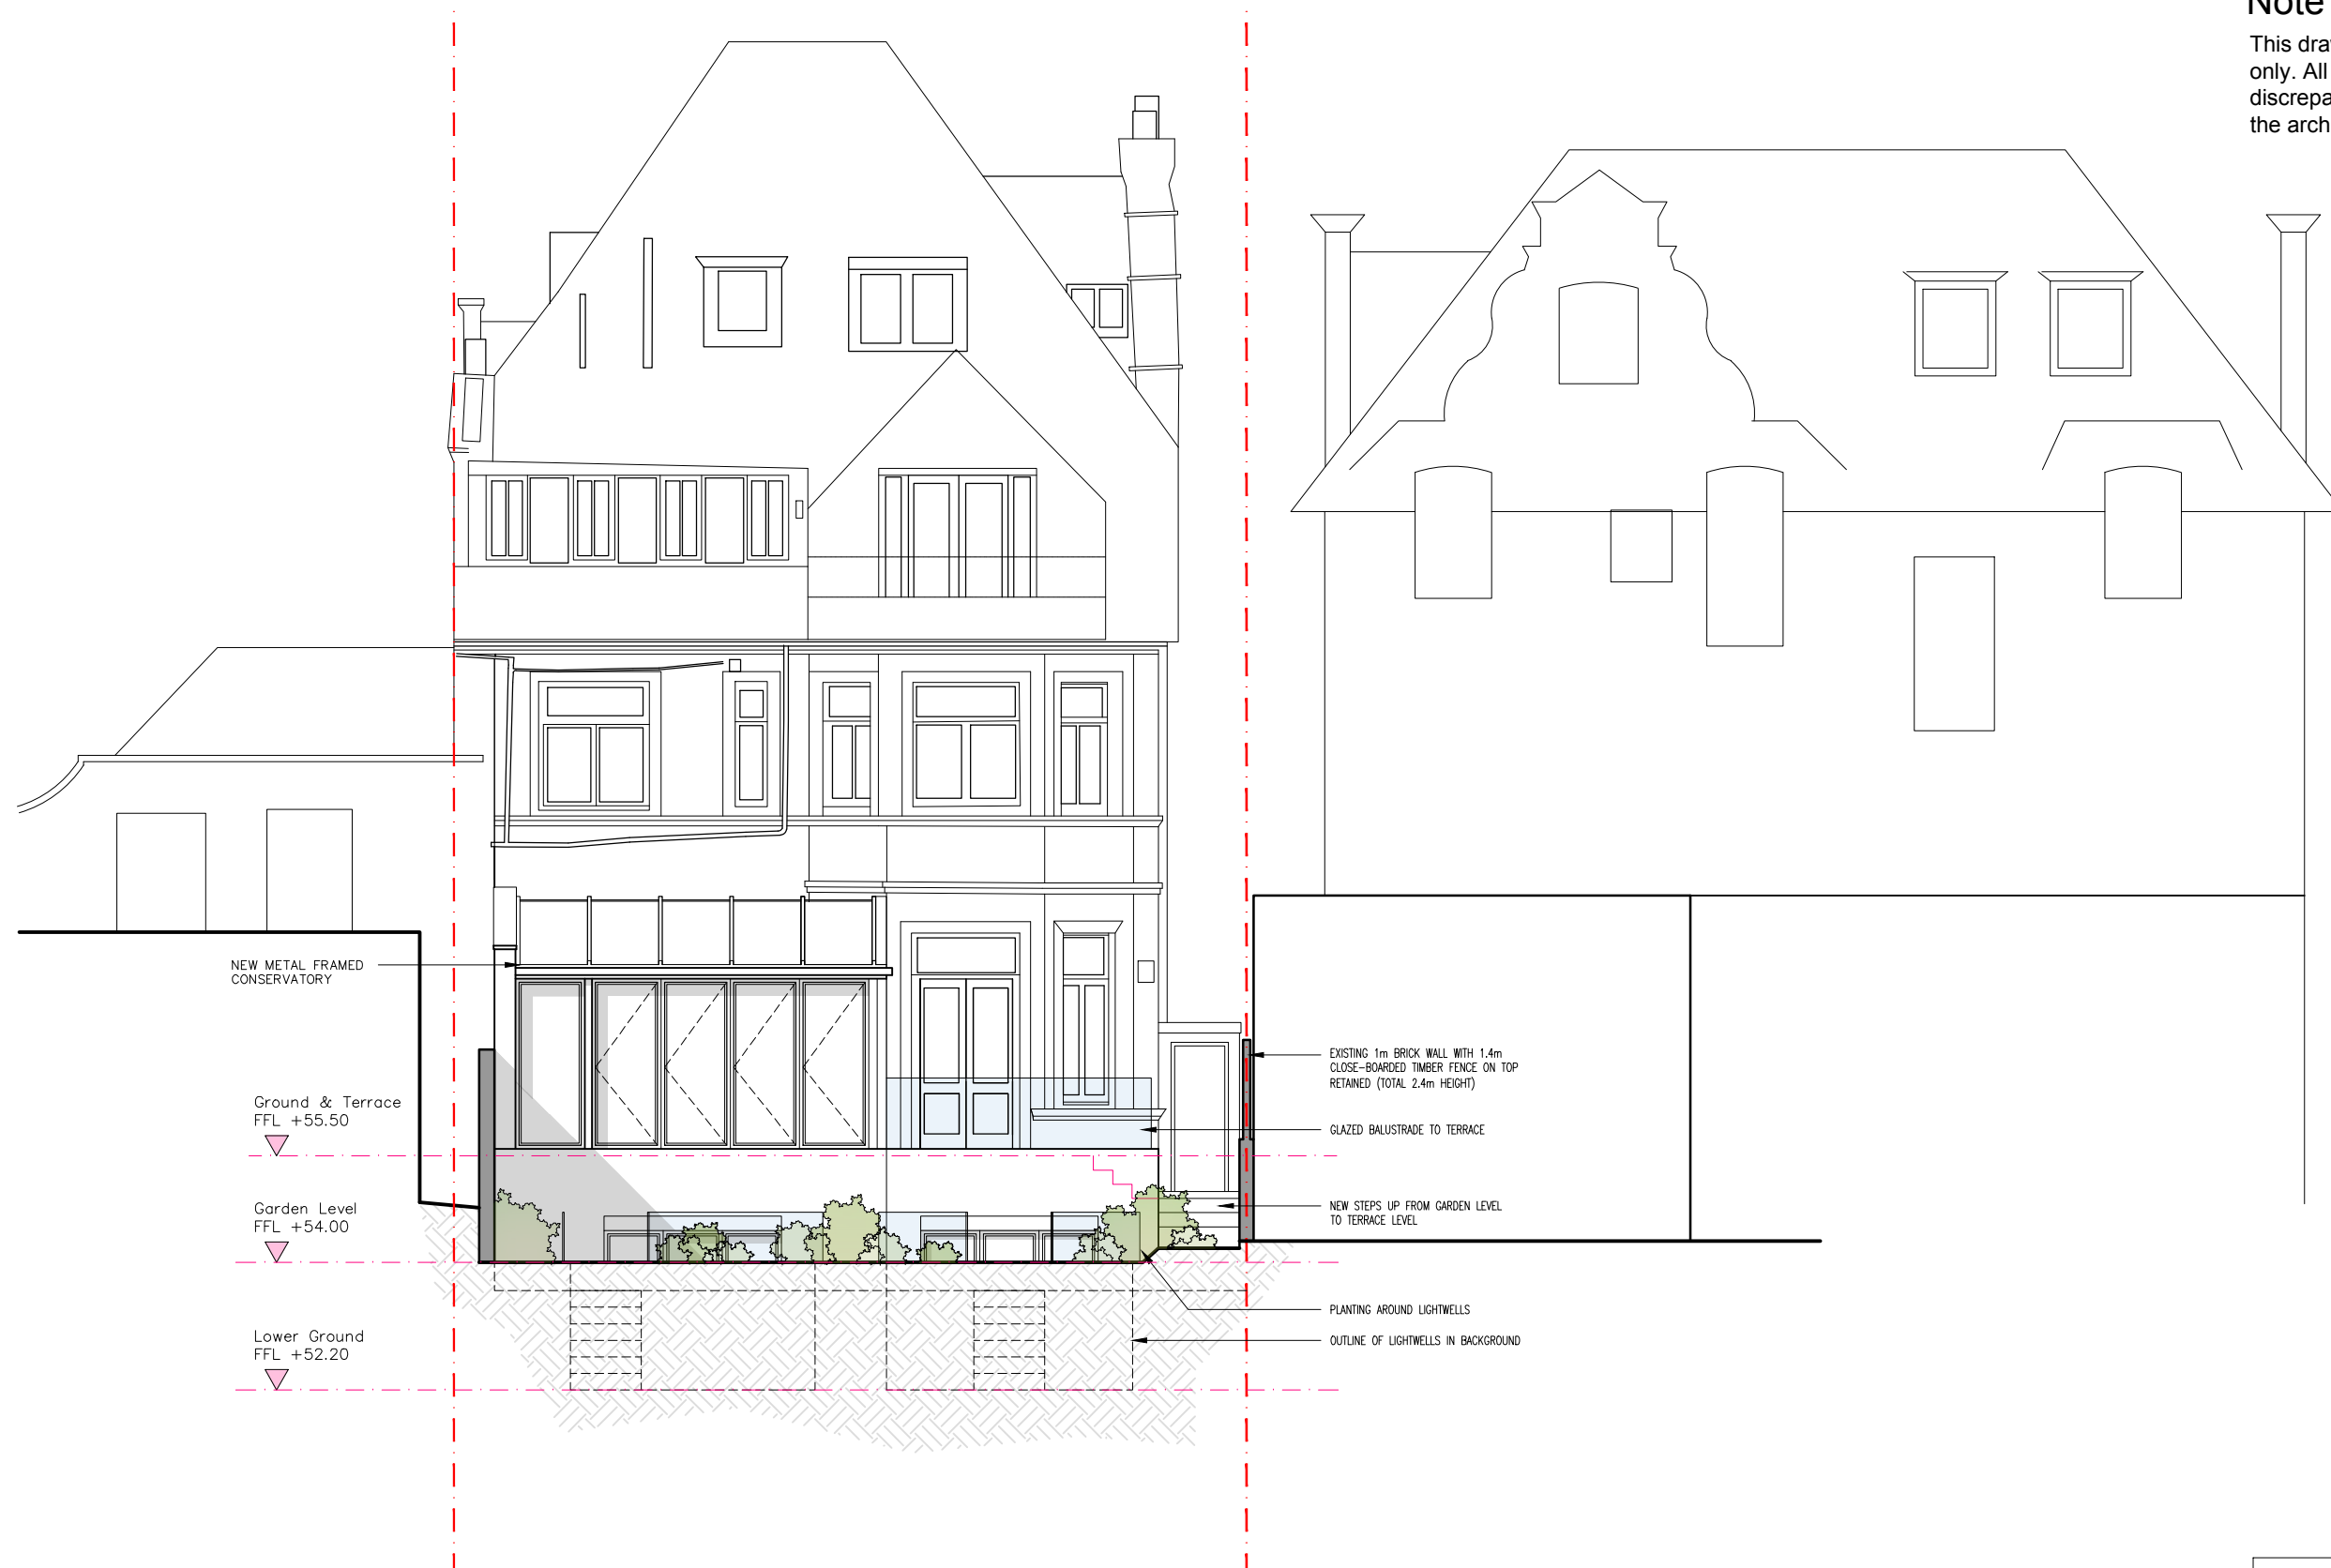 Note
This dra
only. All
discrepa
the arch
NEW METAL FRAMED
CONSERVATORY
Ground & Terrace
FFL +55.50
Garden Level
FFL +54.00
Lower Ground
FFL +52.20
EXISTING 1m BRICK WALL WITH 1.4m
CLOSE-BOARDED TIMBER FENCE ON TOP
RETAINED (TOTAL 2.4m HEIGHT)
GLAZED BALUSTRADE TO TERRACE
NEW STEPS UP FROM GARDEN LEVEL
TO TERRACE LEVEL
PLANTING AROUND LIGHTWELLS
OUTLINE OF LIGHTWELLS IN BACKGROUND